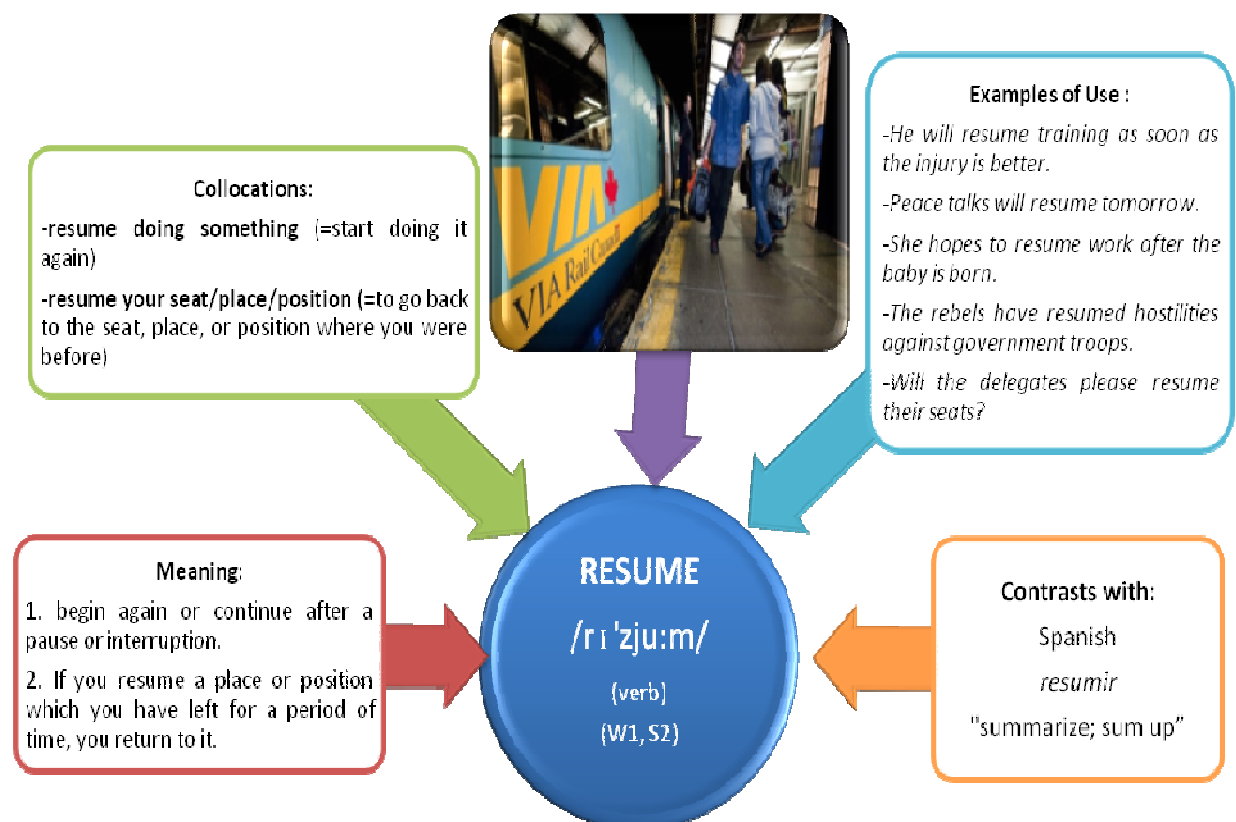 VIA
VIA Rail Canada
Examples of Use :
-He will resume training as soon as
the injury is better.
-Peace talks will resume tomorrow.
-She hopes to resume work after the
baby is born.
-The rebels have resumed hostilities
against government troops.
-Will the delegates please resume
their seats?
Collocations:
-resume doing something (=start doing it
again)
-resume your seat/place/position (=to go back
to the seat, place, or position where you were
before)
Meaning:
1. begin again or continue after a
pause or interruption.
2. If you resume a place or position
which you have left for a period of
time, you return to it.
RESUME
/rɪ'zju:m/
(verb)
(W1, S2)
Contrasts with:
Spanish
resumir
"summarize; sum up”